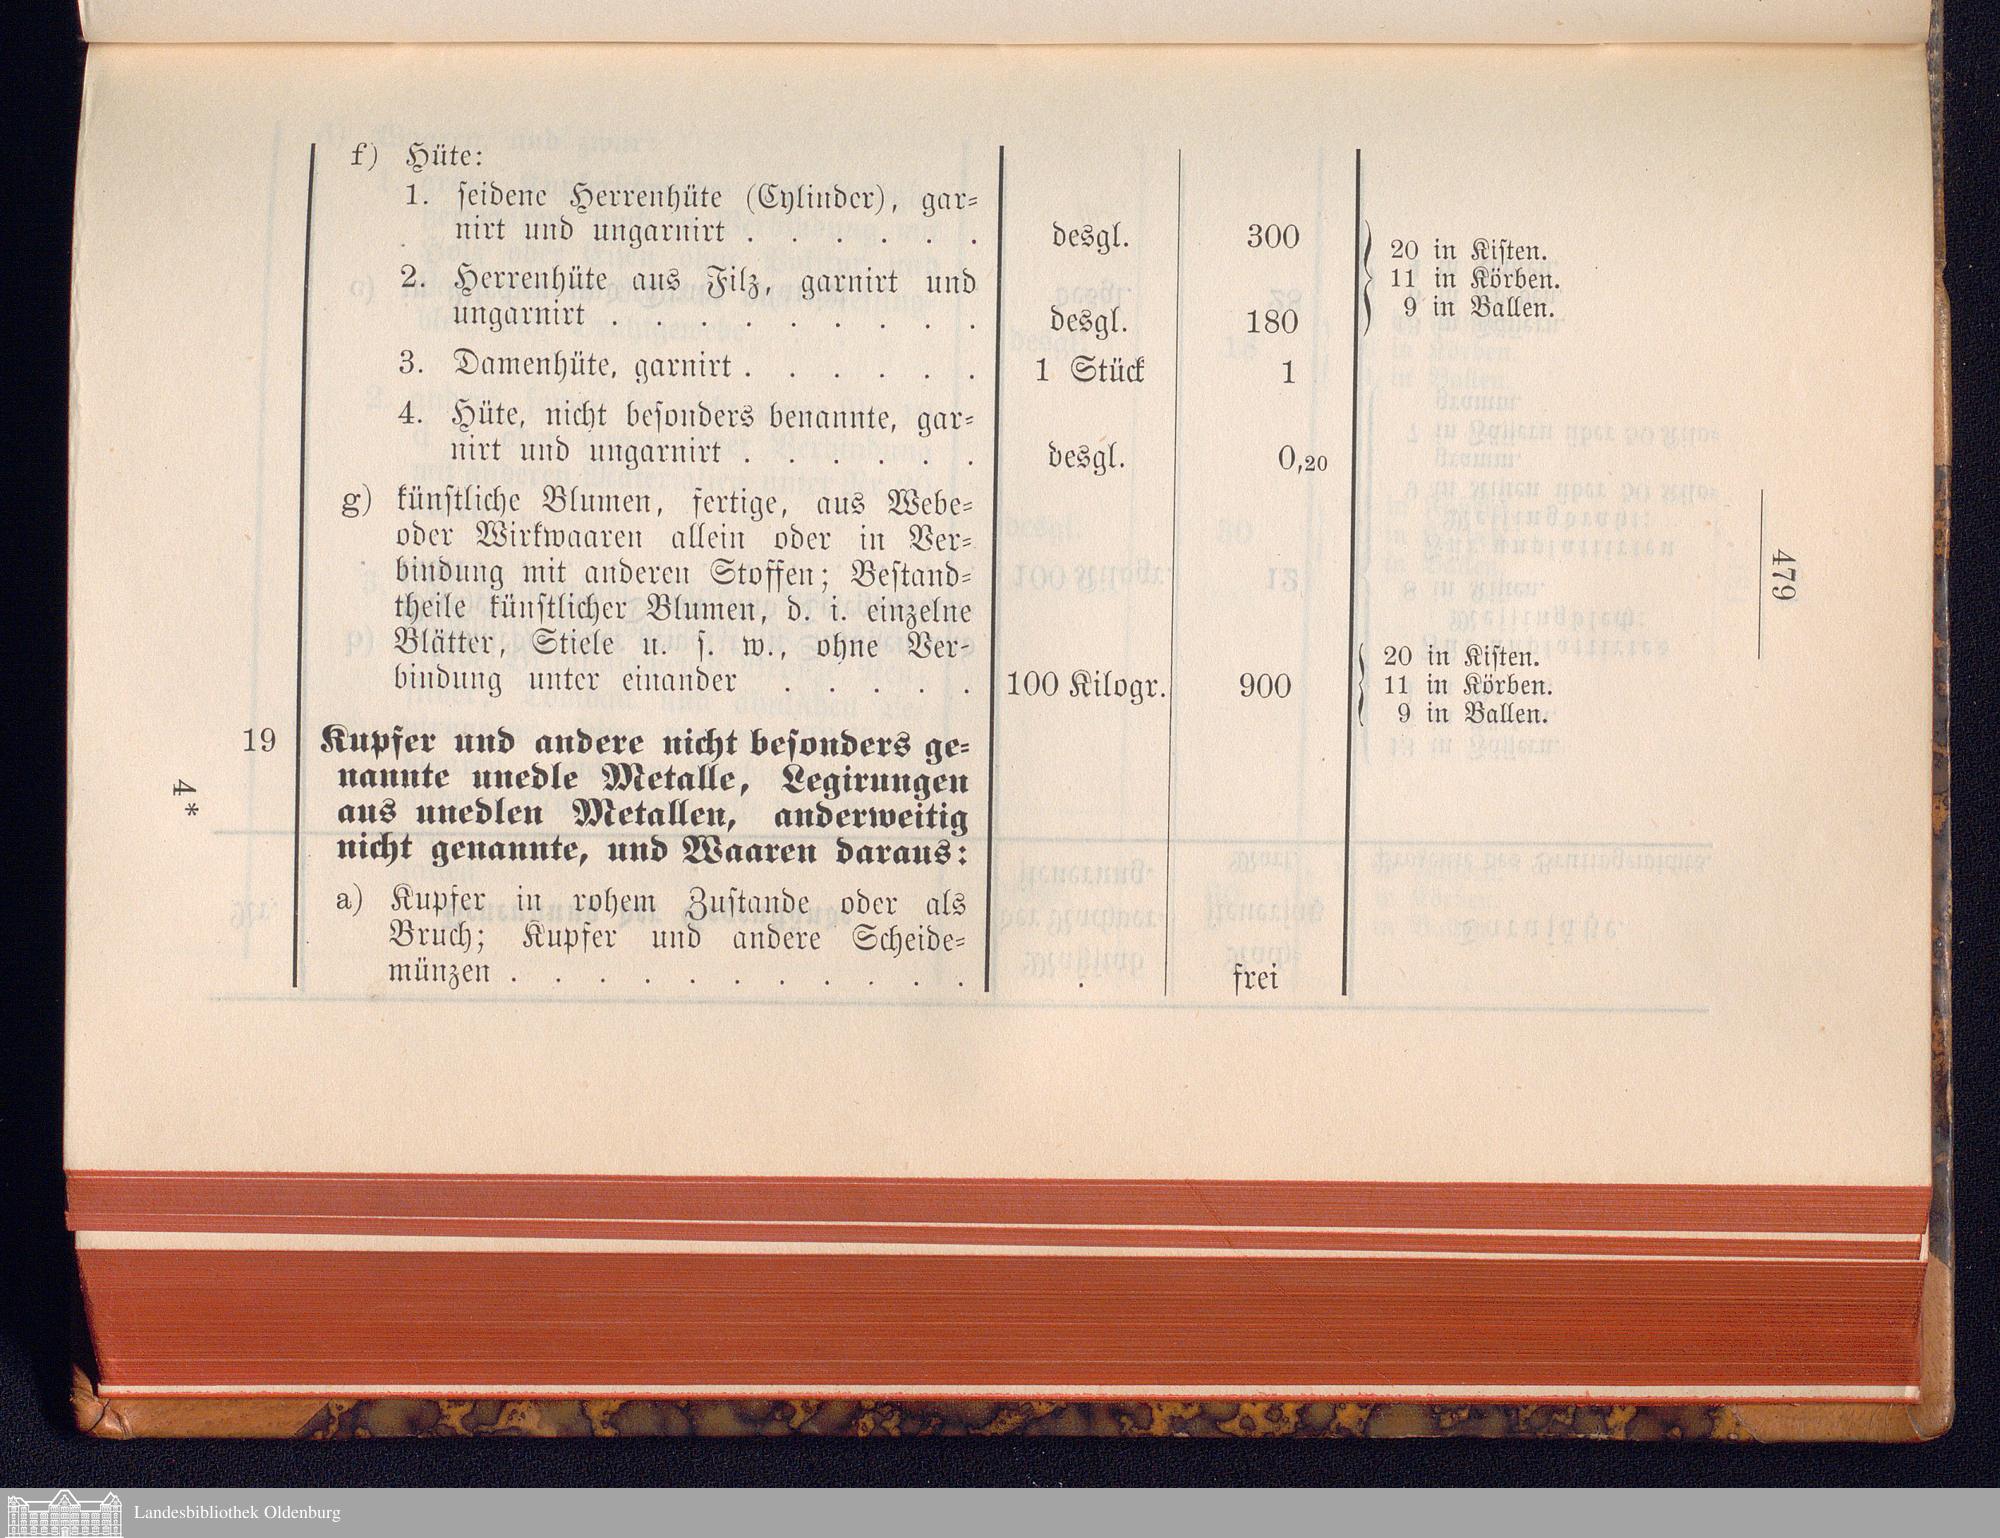 f) Hüte:
1. seidene Herrenhüte (Cylinder), gar-
nirt und ungarnirt . . . . . . desgl. 300
20 in Kisten.
11 in Körben.
9 in Ballen.
2. Herrenhüte aus Filz, garnirt und
ungarnirt . . . . . . . . . desgl. 180
3. Damenhüte, garnirt . . . . . . 1 Stück 1
4. Hüte, nicht besonders benannte, gar-
nirt und ungarnirt . . . . . . desgl. 0,20
g) künstliche Blumen, fertige, aus Webe-
oder Wirkwaaren allein oder in Ver-
bindung mit anderen Stoffen; Bestand-
theile künstlicher Blumen, d. i. einzelne
Blätter, Stiele u. s. w., ohne Ver-
bindung unter einander . . . . . 100 Kilogr. 900
20 in Kisten.
11 in Körben.
9 in Ballen.
19 Kupfer und andere nicht besonders ge-
nannte unedle Metalle, Legirungen
aus unedlen Metallen, anderweitig
nicht genannte, und Waaren daraus:
a) Kupfer in rohem Zustande oder als
Bruch; Kupfer und andere Scheide-
münzen . . . . . . . . . . . . frei
479
4*
Landesbibliothek Oldenburg